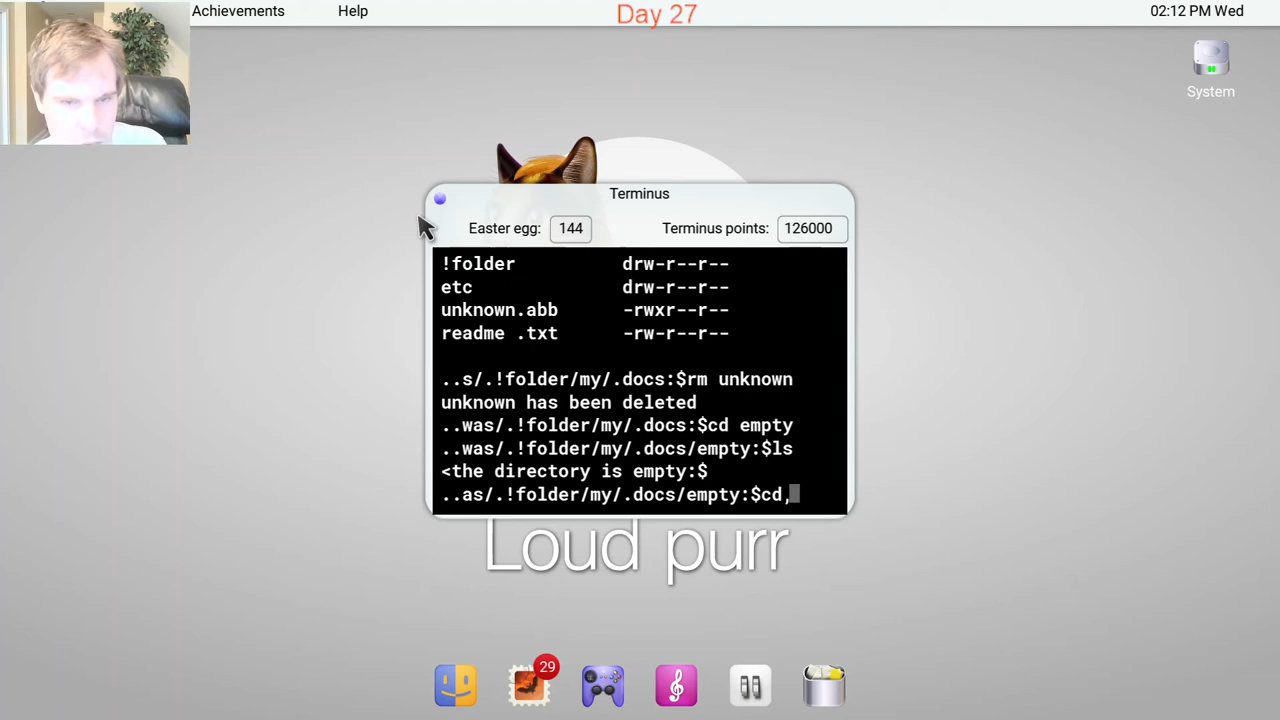 Achievements Help Day 27 02:12 PM Wed
System
Terminus
Easter egg: 144 Terminus points: 126000
!folder drw-r--r--
etc drw-r--r--
unknown.abb -rwxr--r--
readme .txt -rw-r--r--
..s/.!folder/my/.docs:$rm unknown
unknown has been deleted
..was/.!folder/my/.docs:$cd empty
..was/.!folder/my/.docs/empty:$ls
<the directory is empty:$
..as/.!folder/my/.docs/empty:$cd,
Loud purr
29